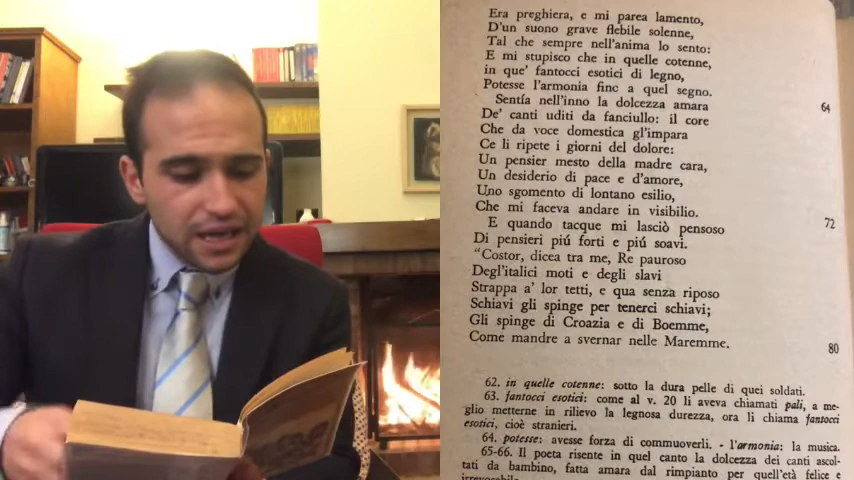 Era preghiera, e mi parea lamento,
D'un suono grave flebile solenne,
Tal che sempre nell'anima lo sento:
E mi stupisco che in quelle cotenne,
in que' fantocci esotici di legno,
Potesse l'armonia finc a quel segno.
Sentía nell'inno la dolcezza amara
64
De' canti uditi da fanciullo: il core
Che da voce domestica gl'impara
Ce li ripete i giorni del dolore:
Un pensier mesto della madre cara,
Un desiderio di pace e d'amore,
Uno sgomento di lontano esilio,
Che mi faceva andare in visibilio.
E quando tacque mi lasciò pensoso
72
Di pensieri piú forti e piú soavi.
"Costor, dicea tra me, Re pauroso
Degl'italici moti e degli slavi
Strappa a' lor tetti, e qua senza riposo
Schiavi gli spinge per tenerci schiavi;
Gli spinge di Croazia e di Boemme,
Come mandre a svernar nelle Maremme.
80
62. in quelle cotenne: sotto la dura pelle di quei soldati.
63. fantocci esotici: come al v. 20 li aveva chiamati pali, a me-
glio metterne in rilievo la legnosa durezza, ora li chiama fantocci
esotici, cioè stranieri.
64. potesse: avesse forza di commuoverli. - l'armonia: la musica.
65-66. Il poeta risente in quel canto la dolcezza dei canti ascol-
tati da bambino, fatta amara dal rimpianto per quell'età felice e
irrevocabile